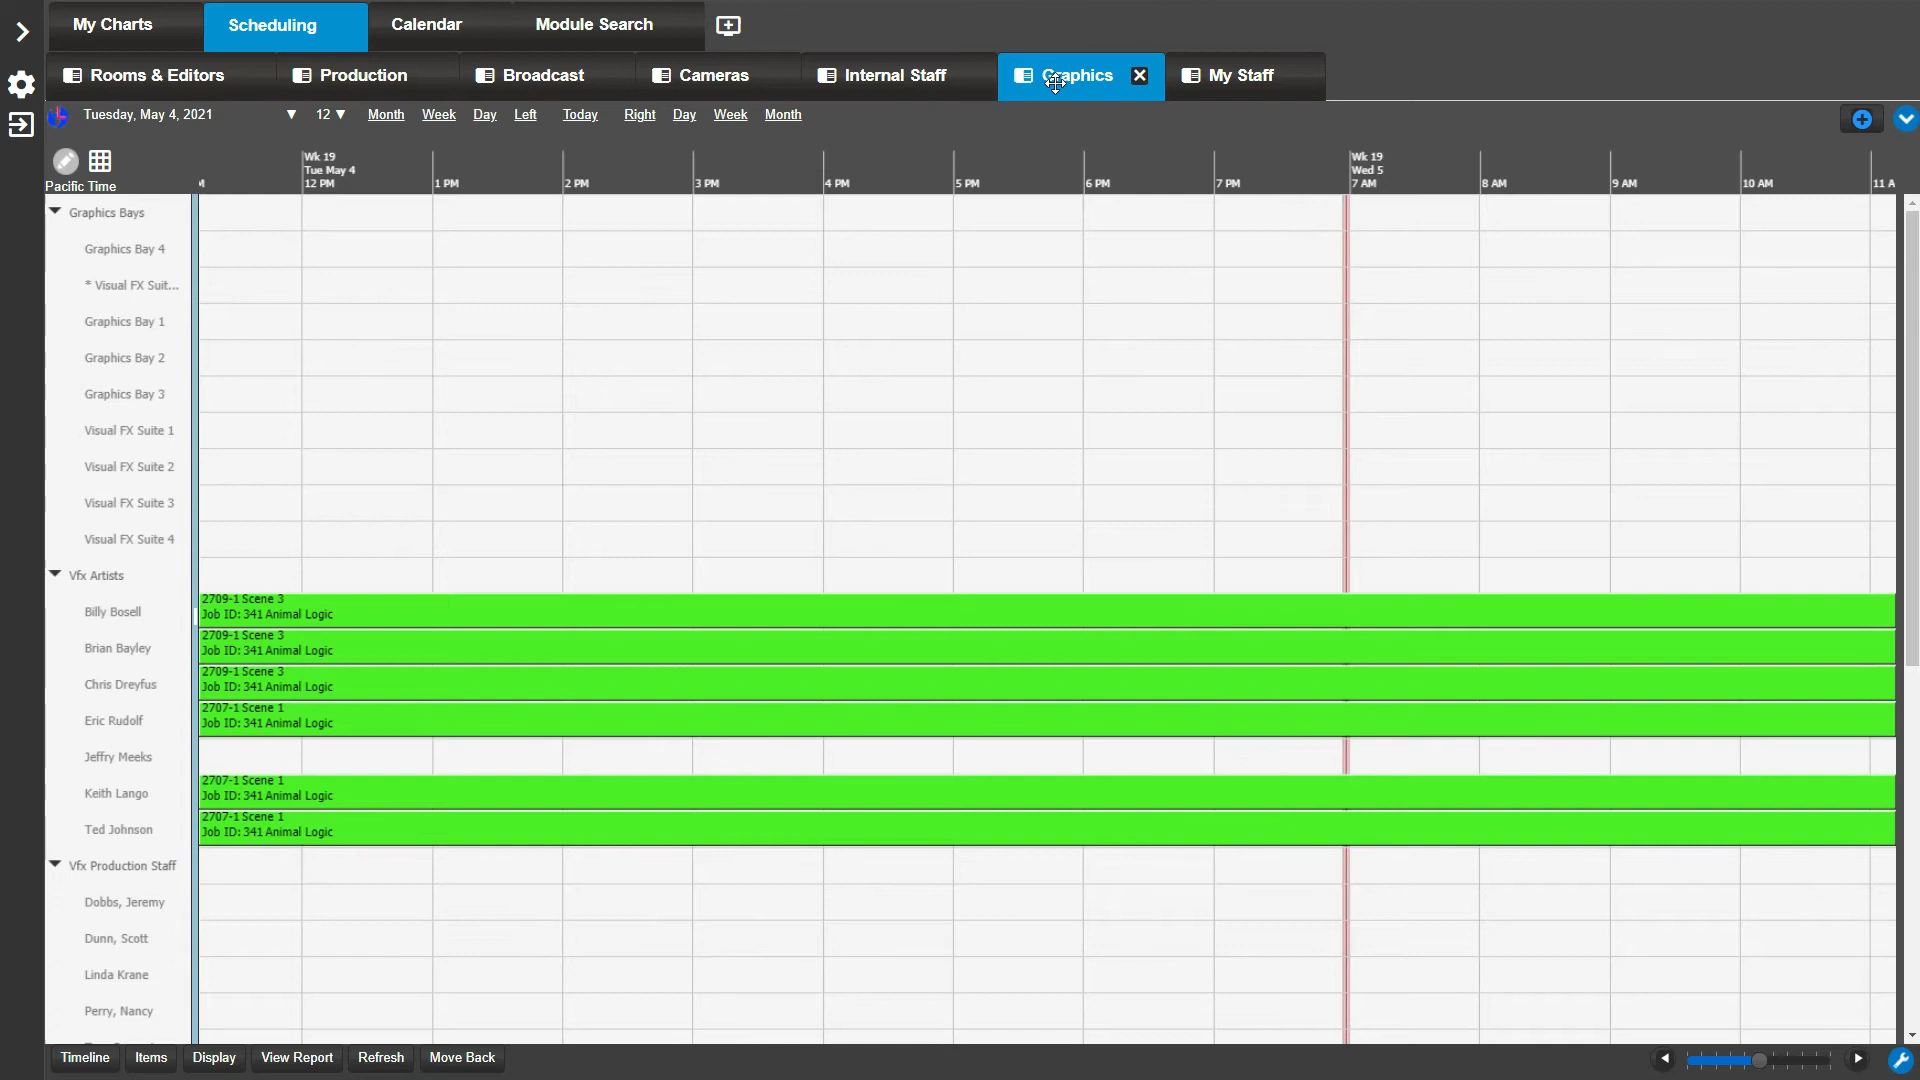 My Charts
Scheduling
Calendar
Module Search
Rooms & Editors
Production
Broadcast
Cameras
Internal Staff
Graphics
My Staff
Tuesday, May 4, 2021
12
Month
Week
Day
Left
Today
Right
Day
Week
Month
Pacific Time
Wk 19
Tue May 4
12 PM
1 PM
2 PM
3 PM
4 PM
5 PM
6 PM
7 PM
Wk 19
Wed 5
7 AM
8 AM
9 AM
10 AM
11 A
Graphics Bays
Graphics Bay 4
* Visual FX Suit...
Graphics Bay 1
Graphics Bay 2
Graphics Bay 3
Visual FX Suite 1
Visual FX Suite 2
Visual FX Suite 3
Visual FX Suite 4
Vfx Artists
Billy Bosell
2709-1 Scene 3
Job ID: 341 Animal Logic
Brian Bayley
2709-1 Scene 3
Job ID: 341 Animal Logic
Chris Dreyfus
2709-1 Scene 3
Job ID: 341 Animal Logic
Eric Rudolf
2707-1 Scene 1
Job ID: 341 Animal Logic
Jeffry Meeks
Keith Lango
2707-1 Scene 1
Job ID: 341 Animal Logic
Ted Johnson
2707-1 Scene 1
Job ID: 341 Animal Logic
Vfx Production Staff
Dobbs, Jeremy
Dunn, Scott
Linda Krane
Perry, Nancy
Timeline
Items
Display
View Report
Refresh
Move Back